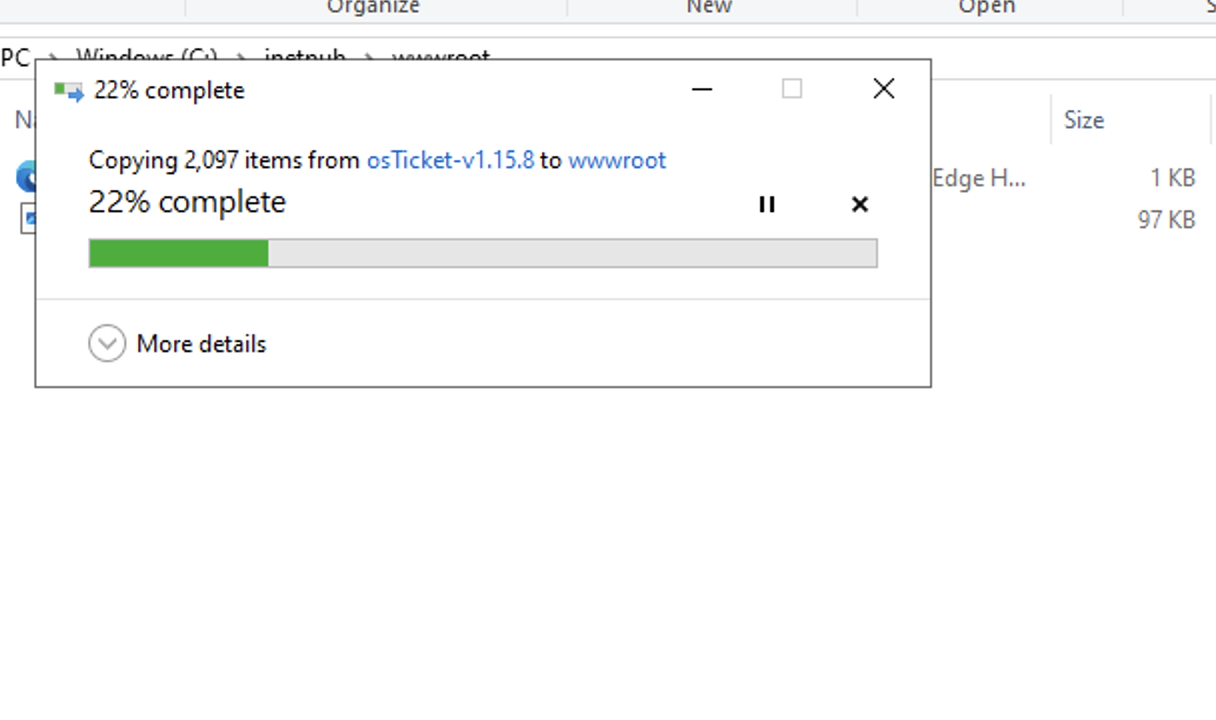 Organize New Open
PC > Windows (C:) > inetpub > wwwroot
22% complete
Size
Copying 2,097 items from osTicket-v1.15.8 to wwwroot
Edge H... 1 KB
22% complete
97 KB
More details